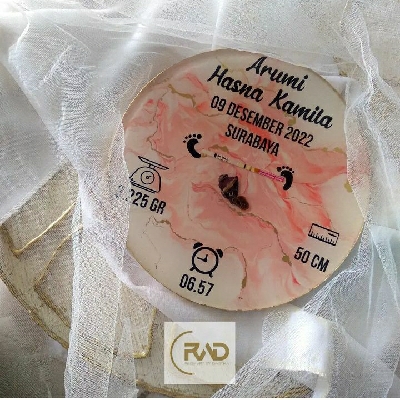 Arumi
Hasna Kamila
09 DESEMBER 2022
SURABAYA
.225 GR
50 CM
06.57
RAD